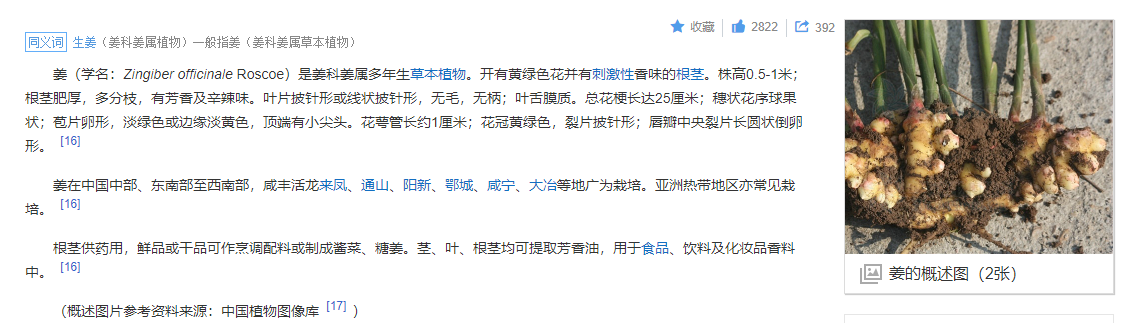 收藏 2822 392
同义词 生姜（姜科姜属植物）一般指姜（姜科姜属草本植物）
姜（学名：Zingiber officinale Roscoe）是姜科姜属多年生草本植物。开有黄绿色花并有刺激性香味的根茎。株高0.5-1米；
根茎肥厚，多分枝，有芳香及辛辣味。叶片披针形或线状披针形，无毛，无柄；叶舌膜质。总花梗长达25厘米；穗状花序球果
状；苞片卵形，淡绿色或边缘淡黄色，顶端有小尖头。花萼管长约1厘米；花冠黄绿色，裂片披针形；唇瓣中央裂片长圆状倒卵
形。 [16]
姜在中国中部、东南部至西南部，咸丰活龙来凤、通山、阳新、鄂城、咸宁、大冶等地广为栽培。亚洲热带地区亦常见栽
培。 [16]
根茎供药用，鲜品或干品可作烹调配料或制成酱菜、糖姜。茎、叶、根茎均可提取芳香油，用于食品、饮料及化妆品香料
中。 [16]
（概述图片参考资料来源：中国植物图像库 [17] ）
姜的概述图（2张）